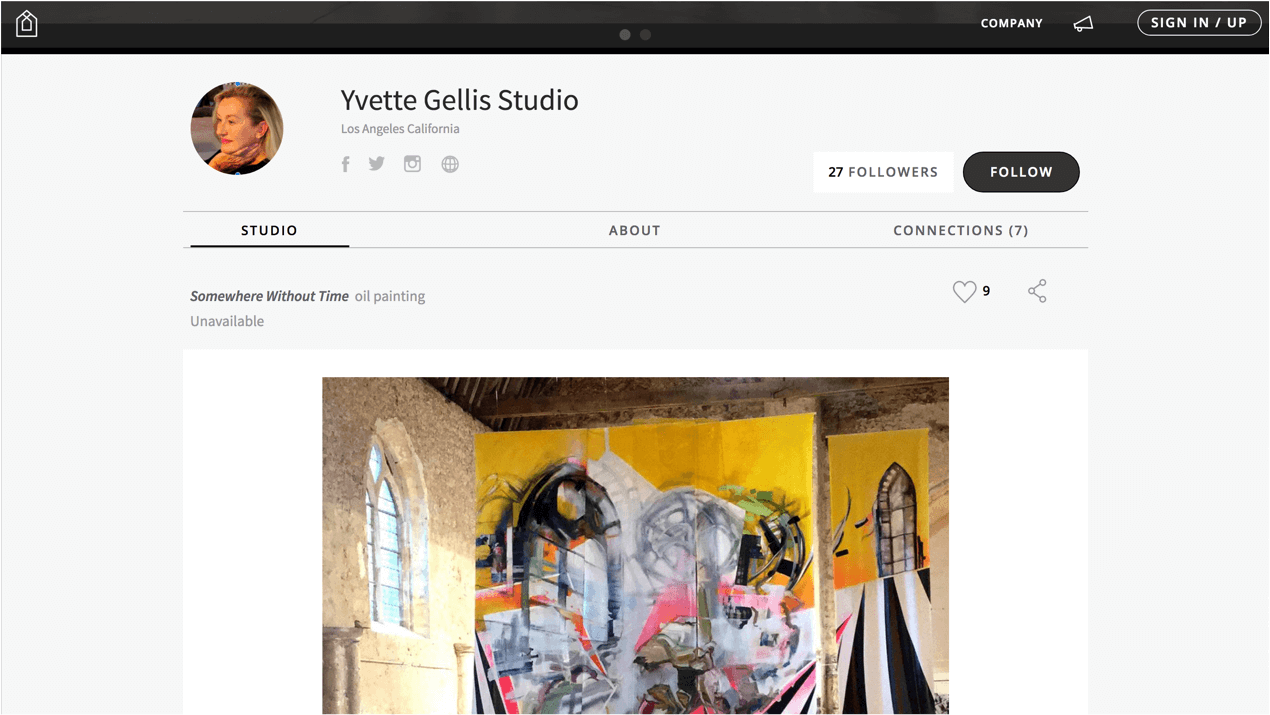 COMPANY
SIGN IN / UP
Yvette Gellis Studio
Los Angeles California
27 FOLLOWERS
FOLLOW
STUDIO
ABOUT
CONNECTIONS (7)
Somewhere Without Time oil painting
9
Unavailable